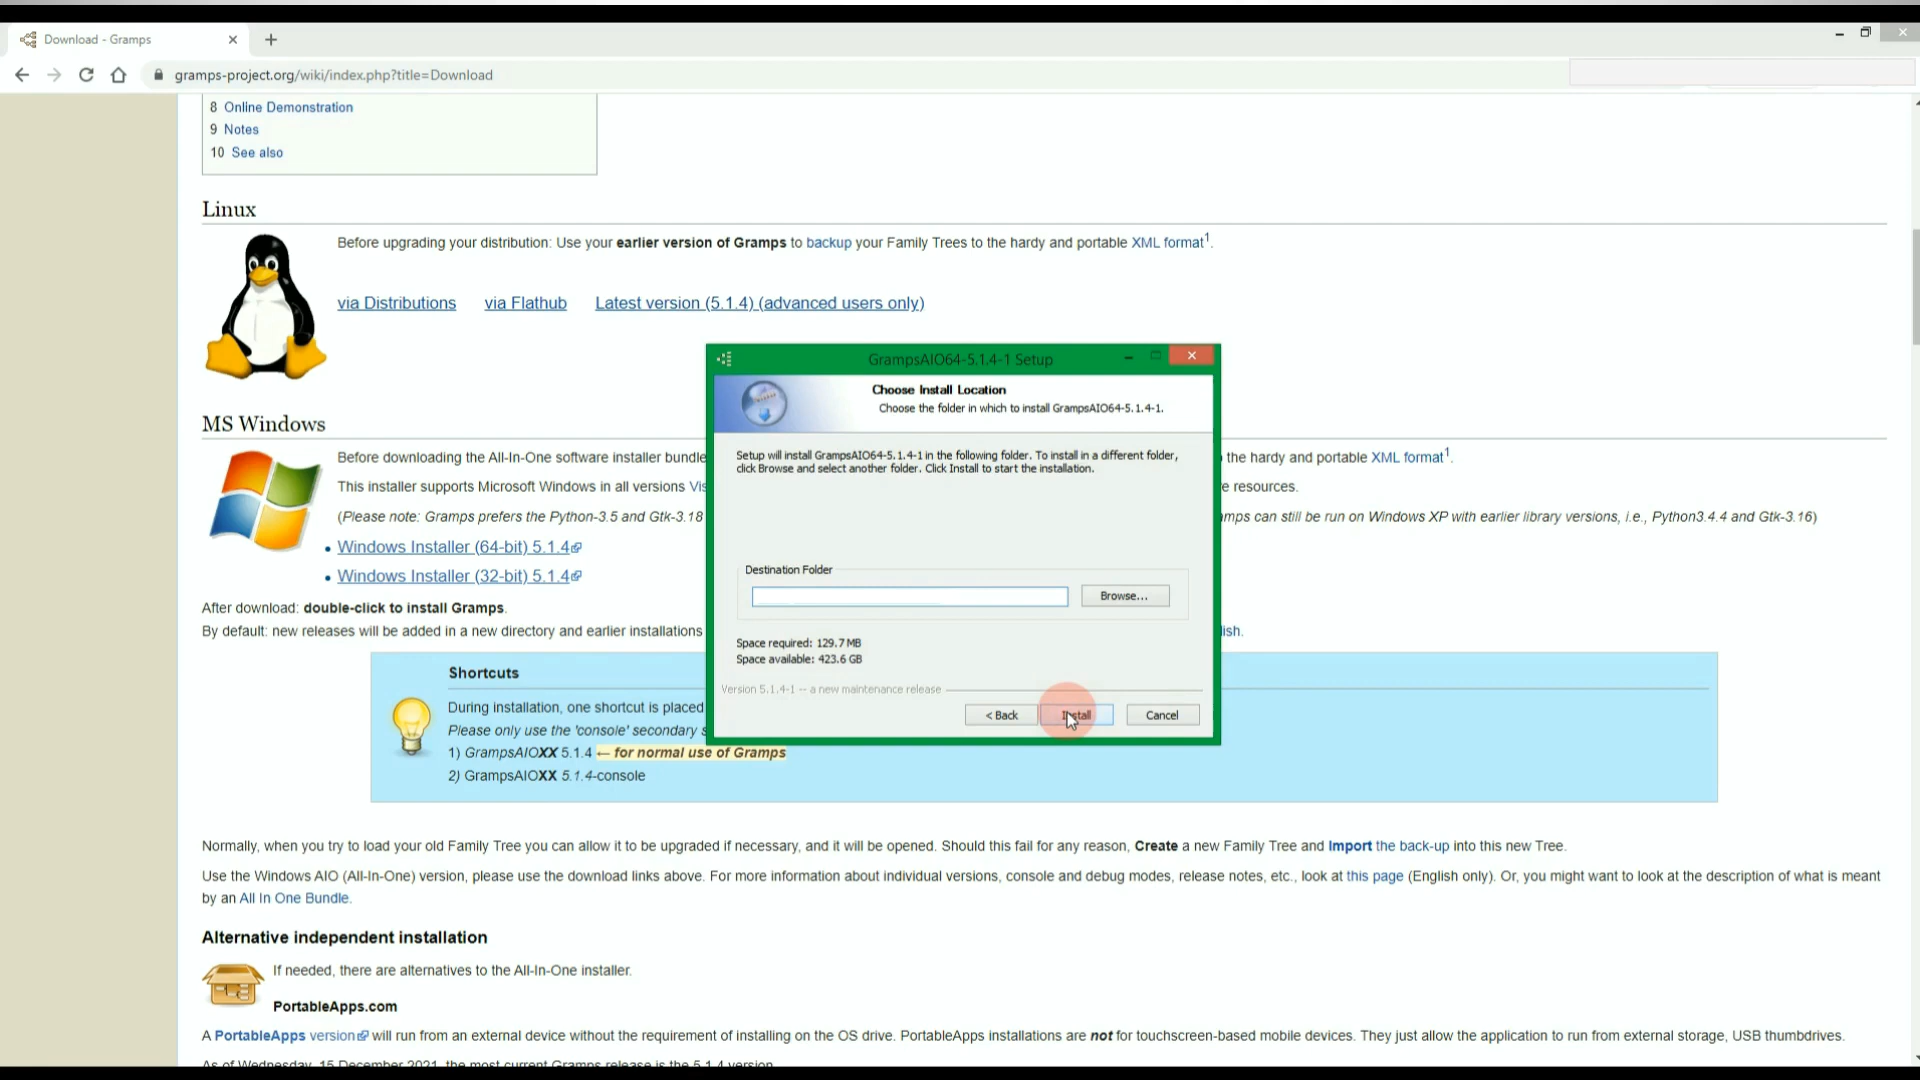 Download - Gramps
gramps-project.org/wiki/index.php?title=Download
8 Online Demonstration
9 Notes
10 See also
Linux
Before upgrading your distribution: Use your earlier version of Gramps to backup your Family Trees to the hardy and portable XML format1.
via Distributions via Flathub Latest version (5.1.4) (advanced users only)
GrampsAIO64-5.1.4-1 Setup
Choose Install Location
Choose the folder in which to install GrampsAIO64-5.1.4-1.
Setup will install GrampsAIO64-5.1.4-1 in the following folder. To install in a different folder,
click Browse and select another folder. Click Install to start the installation.
Destination Folder
Browse...
Space required: 129.7 MB
Space available: 423.6 GB
Version 5.1.4-1 -- a new maintenance release
< Back Install Cancel
MS Windows
Before downloading the All-In-One software installer bundle the hardy and portable XML format1.
This installer supports Microsoft Windows in all versions Vis e resources.
(Please note: Gramps prefers the Python-3.5 and Gtk-3.18 mps can still be run on Windows XP with earlier library versions, i.e., Python3.4.4 and Gtk-3.16)
• Windows Installer (64-bit) 5.1.4
• Windows Installer (32-bit) 5.1.4
After download: double-click to install Gramps.
By default: new releases will be added in a new directory and earlier installations ish.
Shortcuts
During installation, one shortcut is placed
Please only use the 'console' secondary s
1) GrampsAIOXX 5.1.4 ← for normal use of Gramps
2) GrampsAIOXX 5.1.4-console
Normally, when you try to load your old Family Tree you can allow it to be upgraded if necessary, and it will be opened. Should this fail for any reason, Create a new Family Tree and Import the back-up into this new Tree.
Use the Windows AIO (All-In-One) version, please use the download links above. For more information about individual versions, console and debug modes, release notes, etc., look at this page (English only). Or, you might want to look at the description of what is meant
by an All In One Bundle.
Alternative independent installation
If needed, there are alternatives to the All-In-One installer.
PortableApps.com
A PortableApps version will run from an external device without the requirement of installing on the OS drive. PortableApps installations are not for touchscreen-based mobile devices. They just allow the application to run from external storage, USB thumbdrives.
As of Wednesday, 15 December 2021, the most current Gramps release is the 5.1.4 version